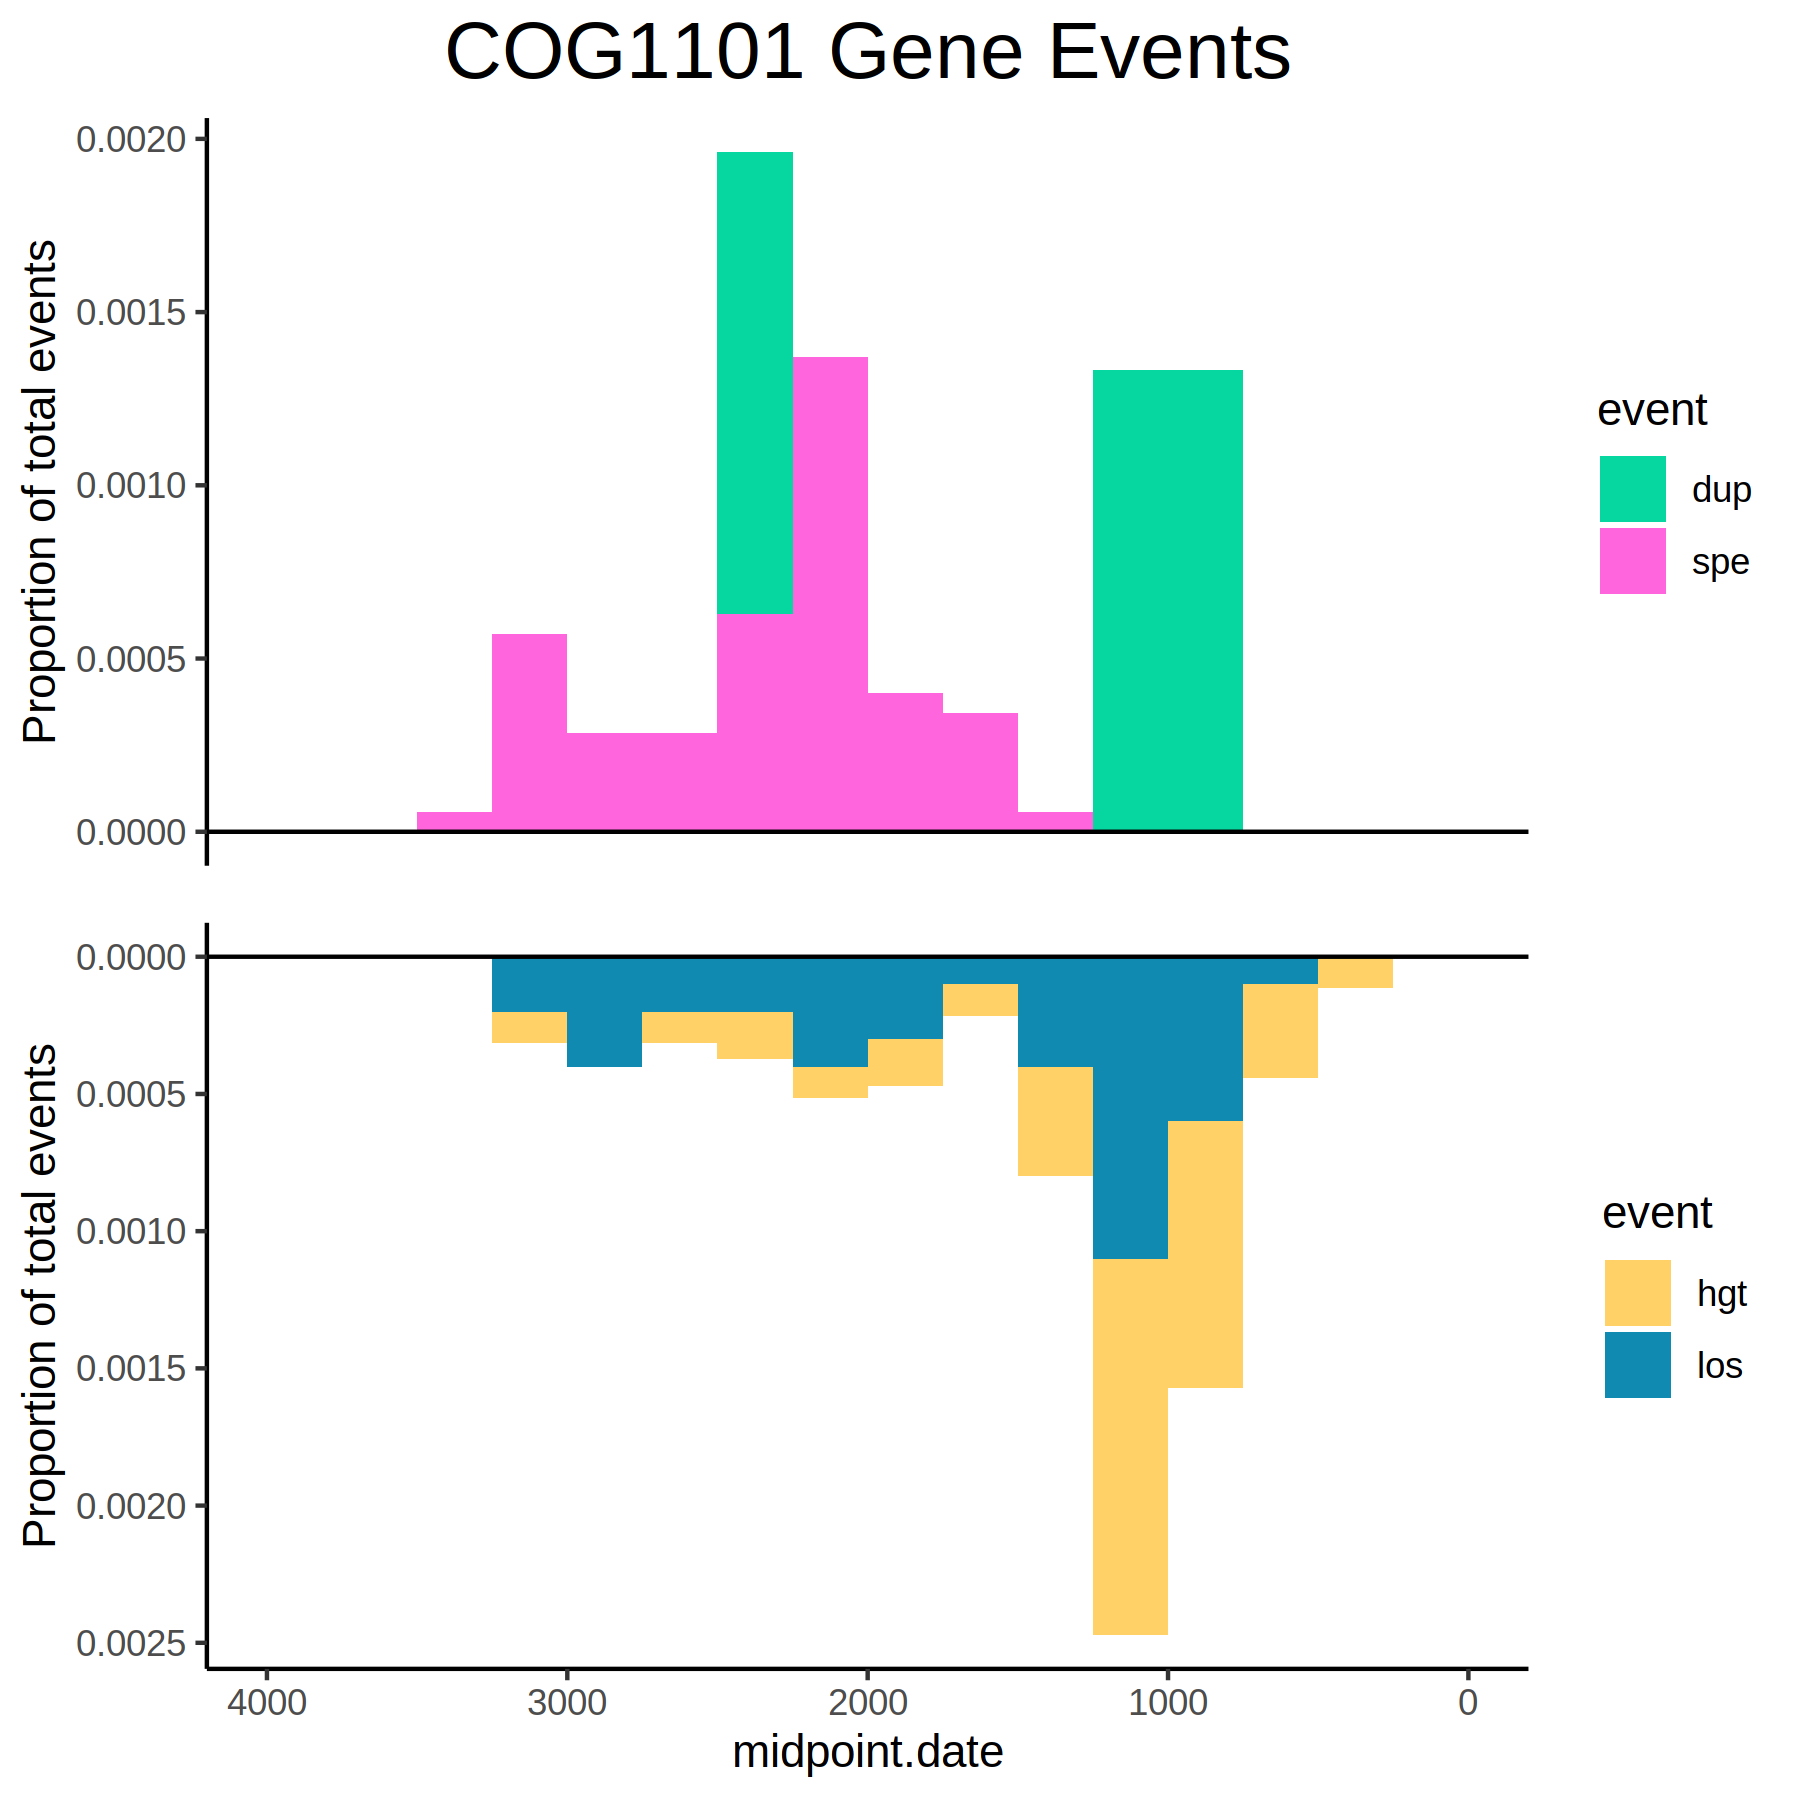 COG1101 Gene Events
Proportion of total events
0.0020
0.0015
0.0010
0.0005
0.0000
event
dup
spe
Proportion of total events
0.0000
0.0005
0.0010
0.0015
0.0020
0.0025
event
hgt
los
4000 3000 2000 1000 0
midpoint.date